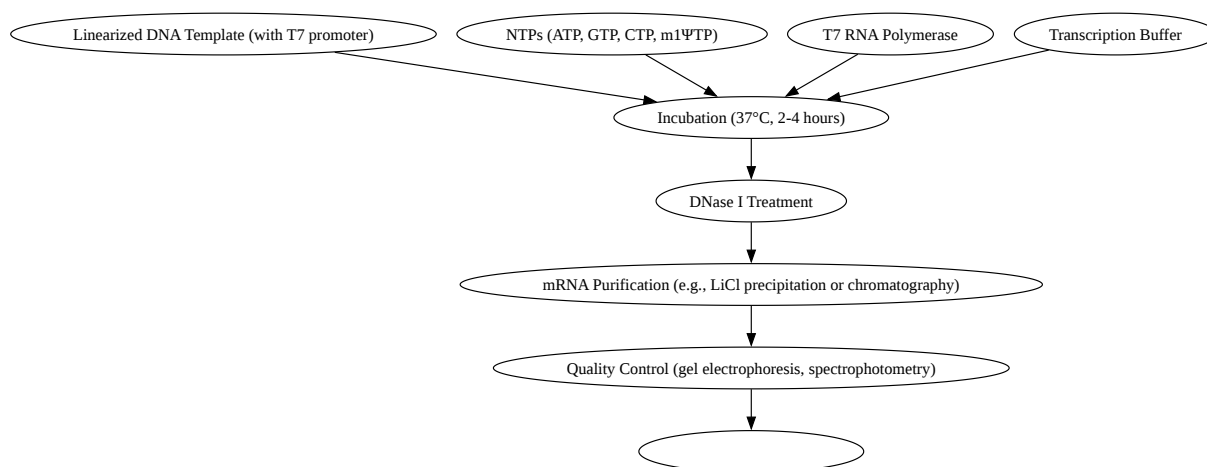 Linearized DNA Template (with T7 promoter)
NTPs (ATP, GTP, CTP, m1ΨTP)
T7 RNA Polymerase
Transcription Buffer
Incubation (37°C, 2-4 hours)
DNase I Treatment
mRNA Purification (e.g., LiCl precipitation or chromatography)
Quality Control (gel electrophoresis, spectrophotometry)